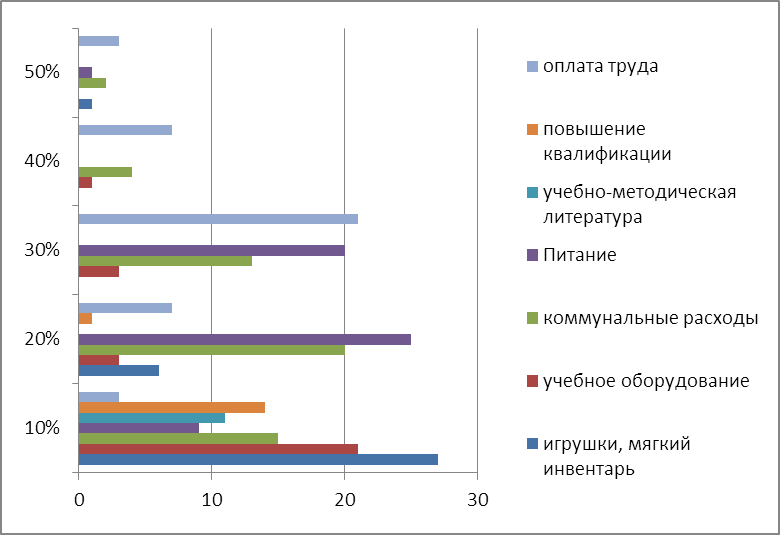 50%
40%
30%
20%
10%
0
10
20
30
оплата труда
повышение
квалификации
учебно-методическая
литература
Питание
коммунальные расходы
учебное оборудование
игрушки, мягкий
инвентарь